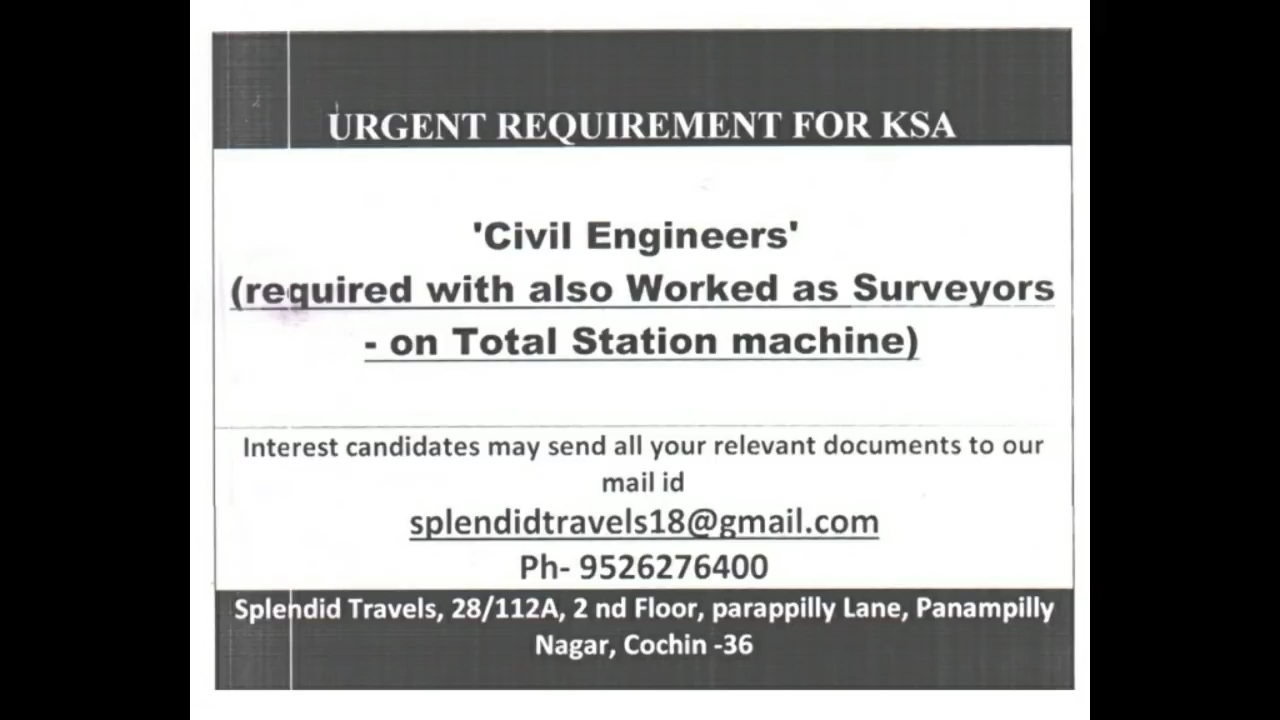 URGENT REQUIREMENT FOR KSA
'Civil Engineers'
(required with also Worked as Surveyors
- on Total Station machine)
Interest candidates may send all your relevant documents to our
mail id
splendidtravels18@gmail.com
Ph- 9526276400
Splendid Travels, 28/112A, 2 nd Floor, parappilly Lane, Panampilly
Nagar, Cochin -36